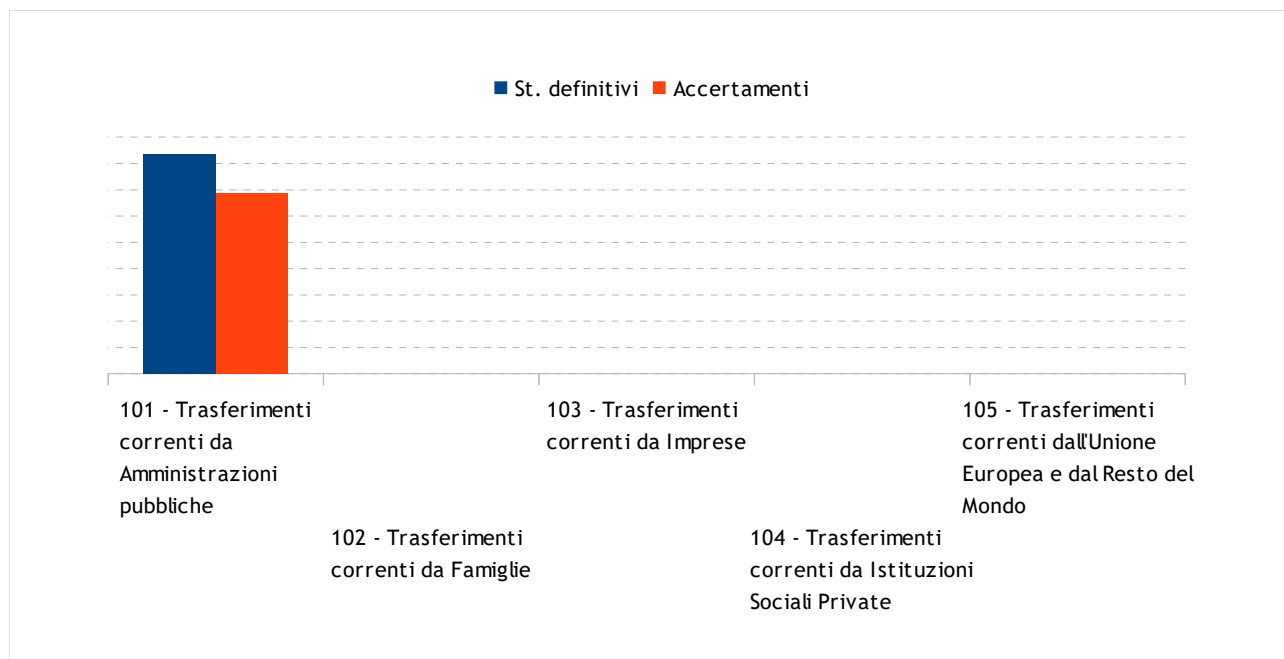 St. definitivi Accertamenti
101 - Trasferimenti
correnti da
Amministrazioni
pubbliche
102 - Trasferimenti
correnti da Famiglie
103 - Trasferimenti
correnti da Imprese
104 - Trasferimenti
correnti da Istituzioni
Sociali Private
105 - Trasferimenti
correnti dall'Unione
Europea e dal Resto del
Mondo